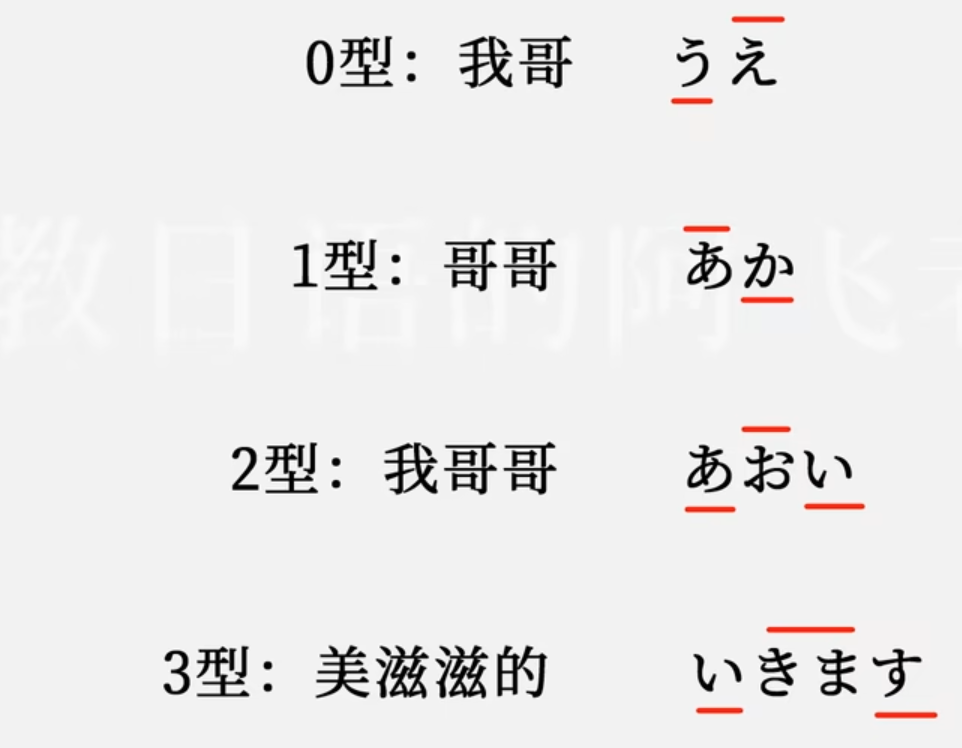 0型：我哥 うえ
1型：哥哥 あか
教日语的阿飞老
2型：我哥哥 あおい
3型：美滋滋的 いきます